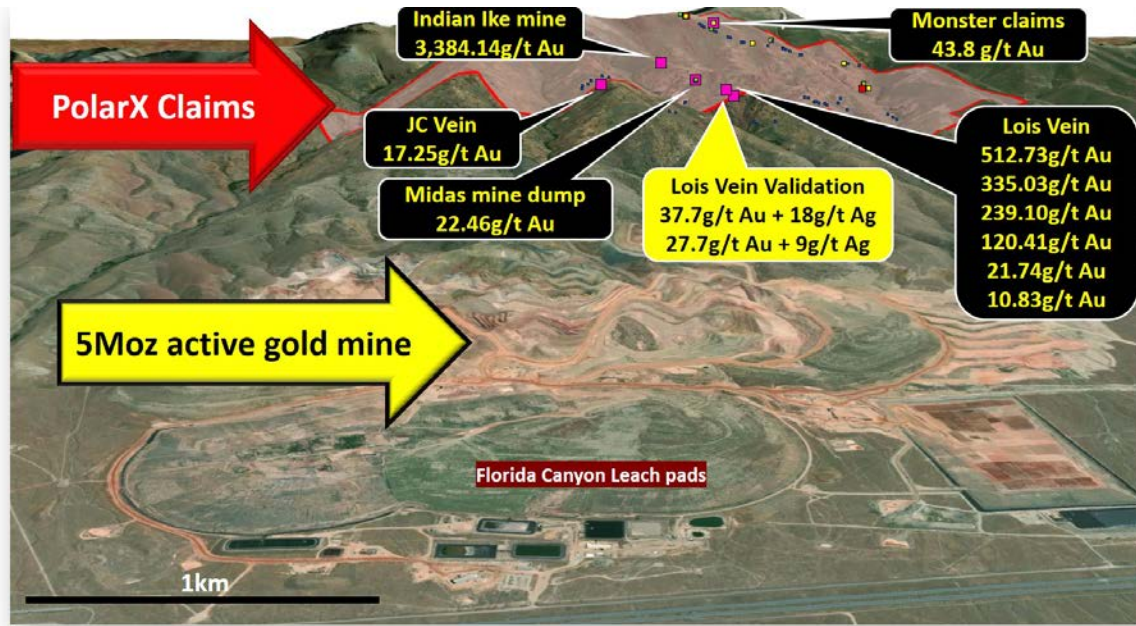 Indian Ike mine
3,384.14g/t Au
Monster claims
43.8 g/t Au
PolarX Claims
JC Vein
17.25g/t Au
Midas mine dump
22.46g/t Au
Lois Vein Validation
37.7g/t Au + 18g/t Ag
27.7g/t Au + 9g/t Ag
Lois Vein
512.73g/t Au
335.03g/t Au
239.10g/t Au
120.41g/t Au
21.74g/t Au
10.83g/t Au
5Moz active gold mine
Florida Canyon Leach pads
1km